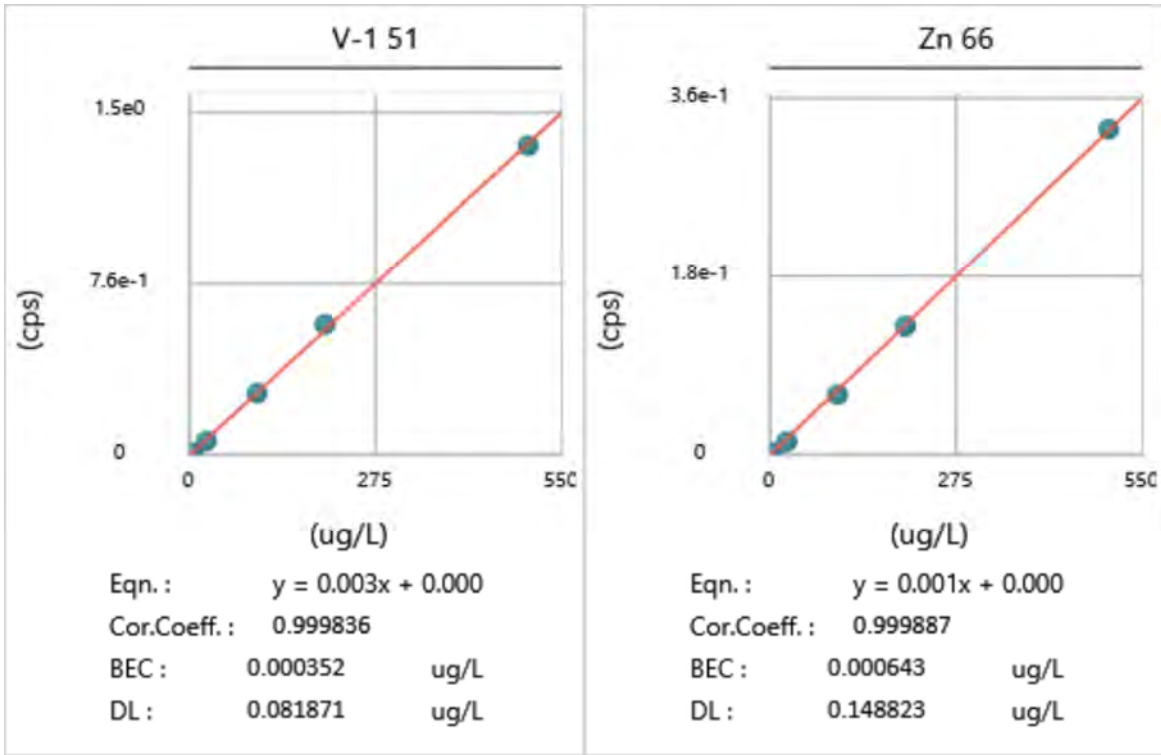 V-1 51
1.5e0
7.6e-1
0
(cps)
0 275 550
(ug/L)
Eqn. : y = 0.003x + 0.000
Cor.Coeff. : 0.999836
BEC : 0.000352 ug/L
DL : 0.081871 ug/L
Zn 66
3.6e-1
1.8e-1
0
(cps)
0 275 550
(ug/L)
Eqn. : y = 0.001x + 0.000
Cor.Coeff. : 0.999887
BEC : 0.000643 ug/L
DL : 0.148823 ug/L